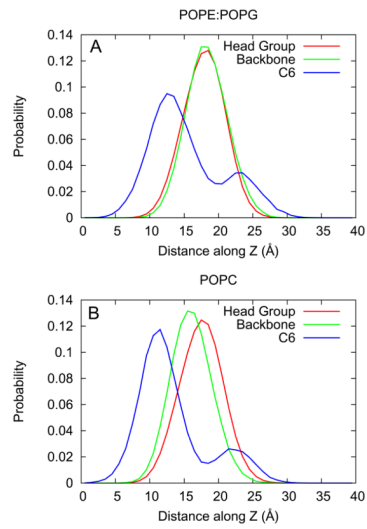 POPE:POPG
A
Head Group
Backbone
C6
Probability
0.14
0.12
0.1
0.08
0.06
0.04
0.02
0
0 5 10 15 20 25 30 35 40
Distance along Z (Å)
POPC
B
Head Group
Backbone
C6
Probability
0.14
0.12
0.1
0.08
0.06
0.04
0.02
0
0 5 10 15 20 25 30 35 40
Distance along Z (Å)